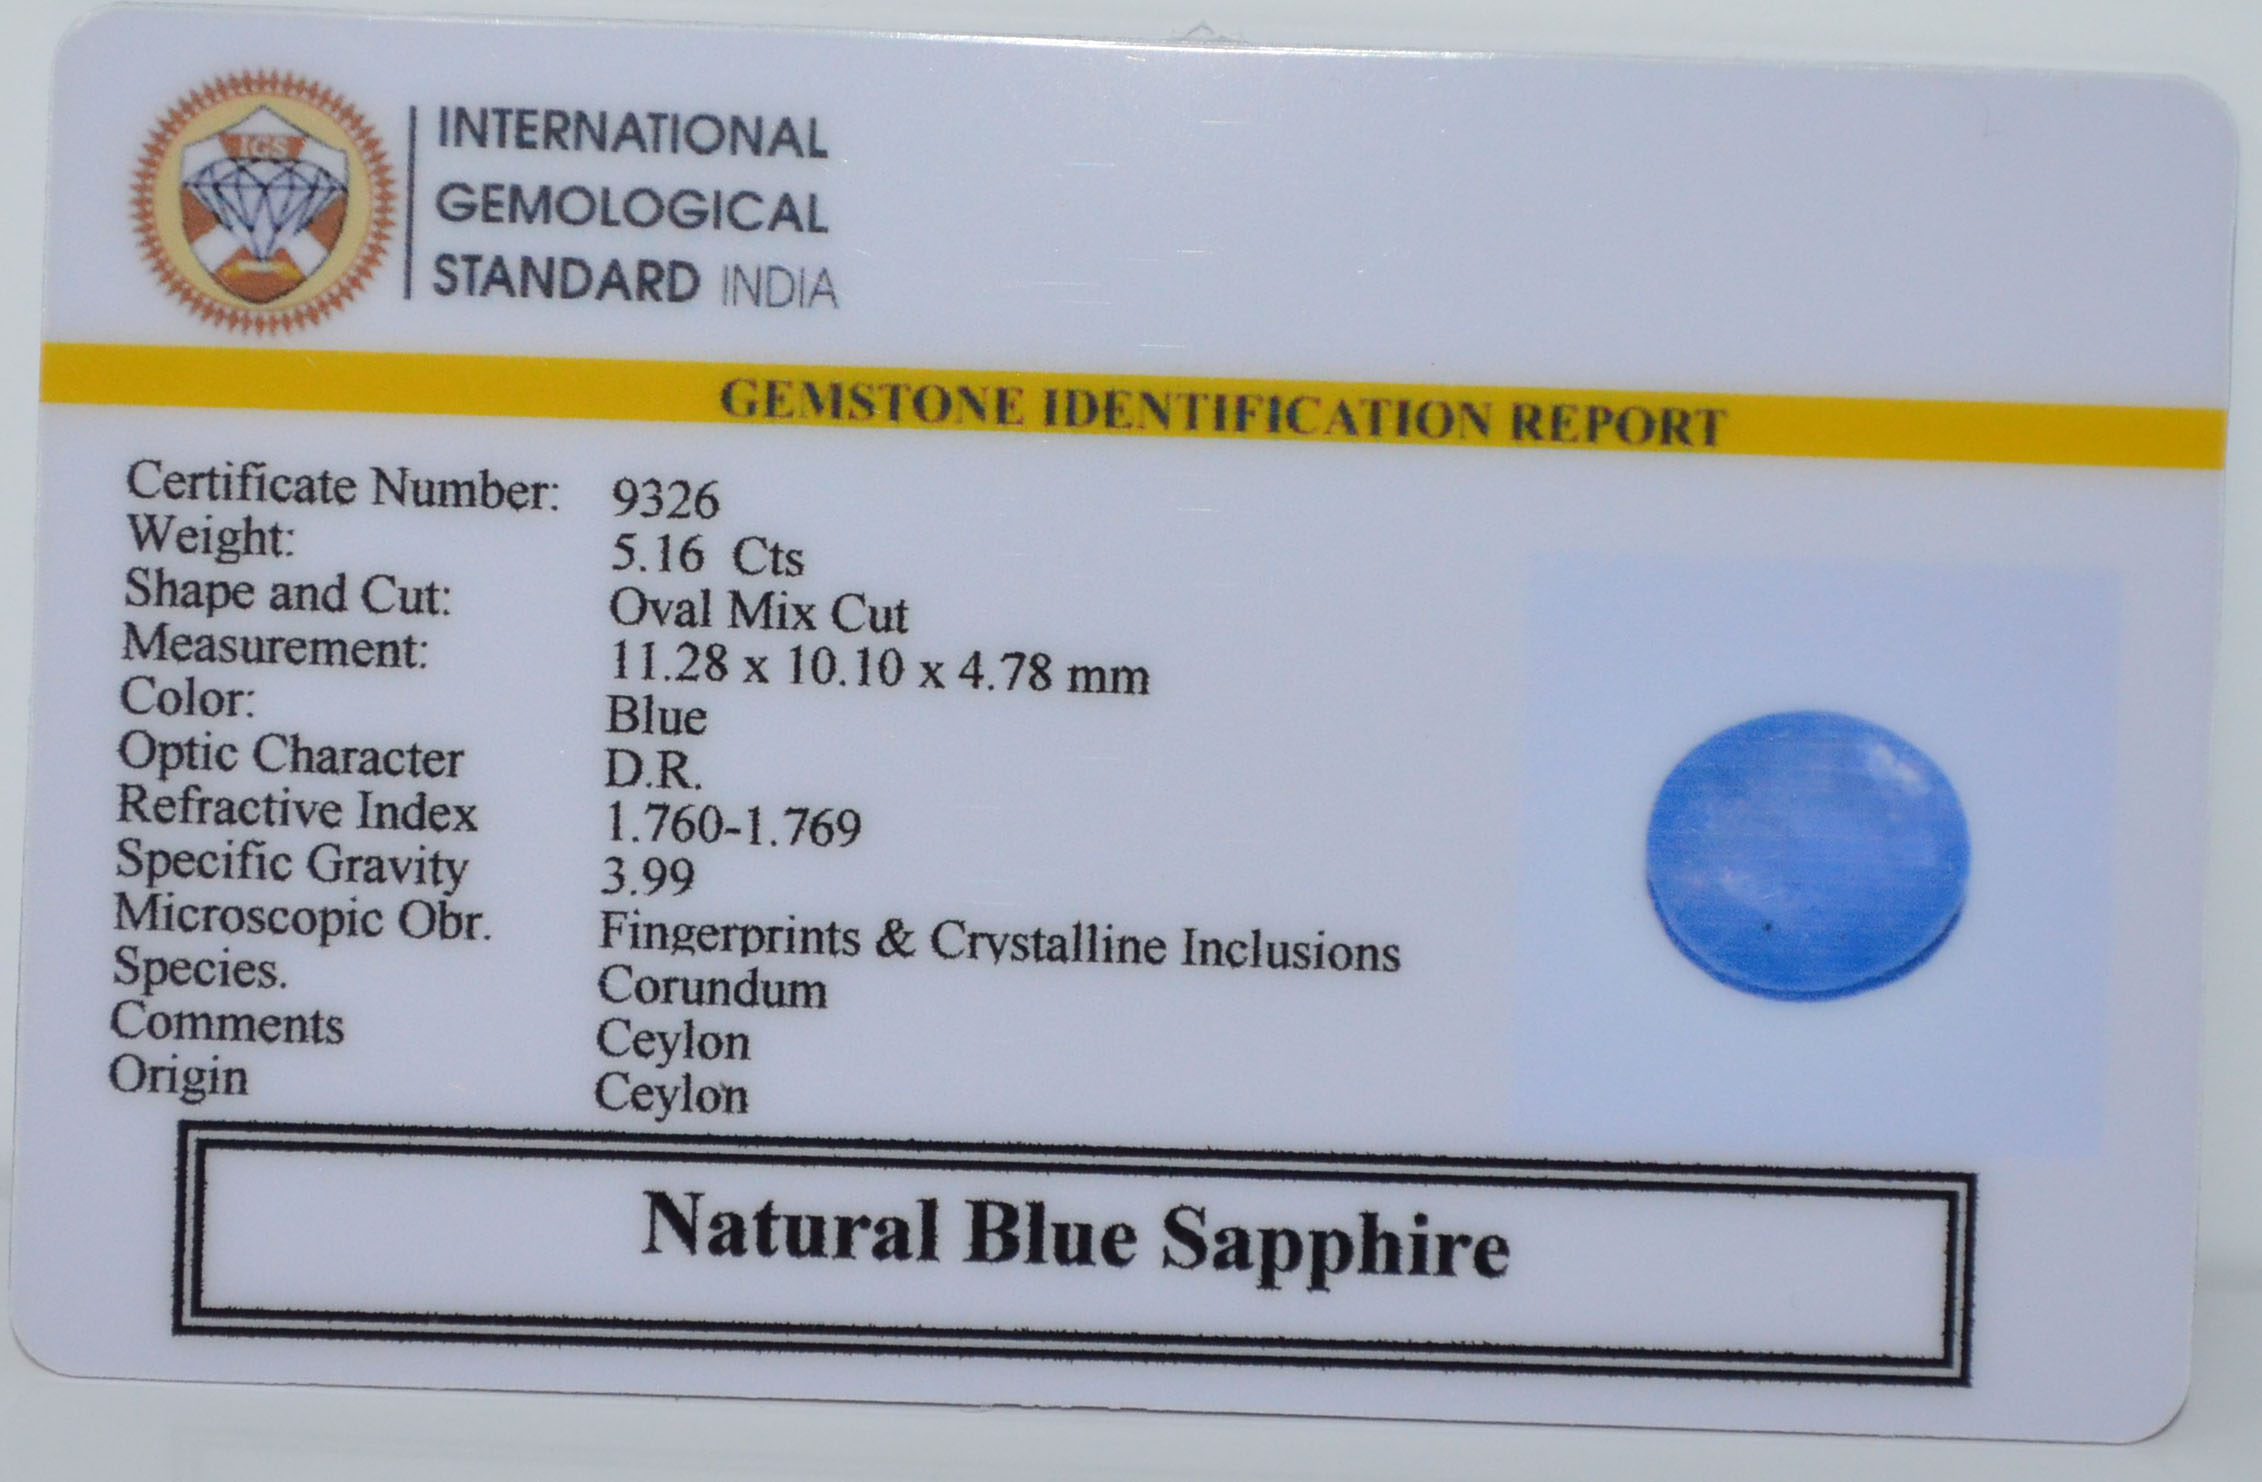 IGS
INTERNATIONAL
GEMOLOGICAL
STANDARD INDIA
GEMSTONE IDENTIFICATION REPORT
Certificate Number: 9326
Weight: 5.16 Cts
Shape and Cut: Oval Mix Cut
Measurement: 11.28 x 10.10 x 4.78 mm
Color: Blue
Optic Character D.R.
Refractive Index 1.760-1.769
Specific Gravity 3.99
Microscopic Obr. Fingerprints & Crystalline Inclusions
Species. Corundum
Comments Ceylon
Origin Ceylon
Natural Blue Sapphire